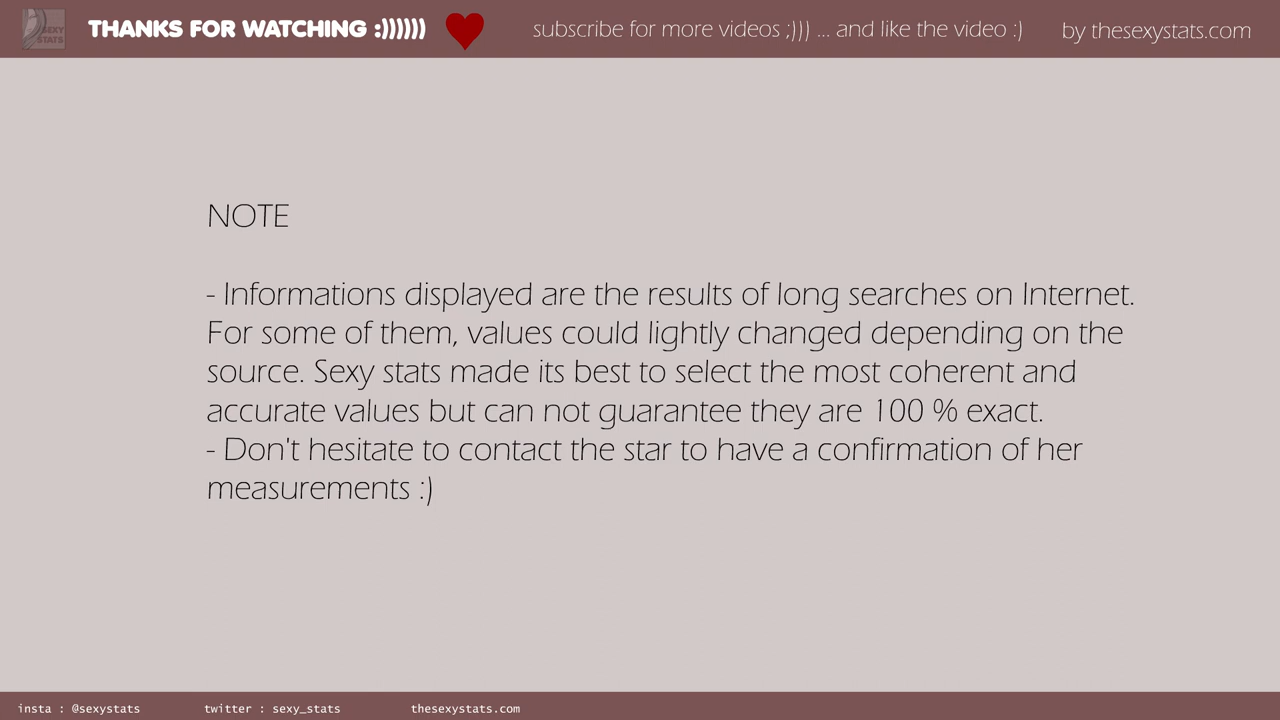 SEXY
STATS
THANKS FOR WATCHING :))))))
subscribe for more videos ;))) ... and like the video :)
by thesexystats.com
NOTE
- Informations displayed are the results of long searches on Internet.
For some of them, values could lightly changed depending on the
source. Sexy stats made its best to select the most coherent and
accurate values but can not guarantee they are 100 % exact.
- Don't hesitate to contact the star to have a confirmation of her
measurements :)
insta : @sexystats
twitter : sexy_stats
thesexystats.com